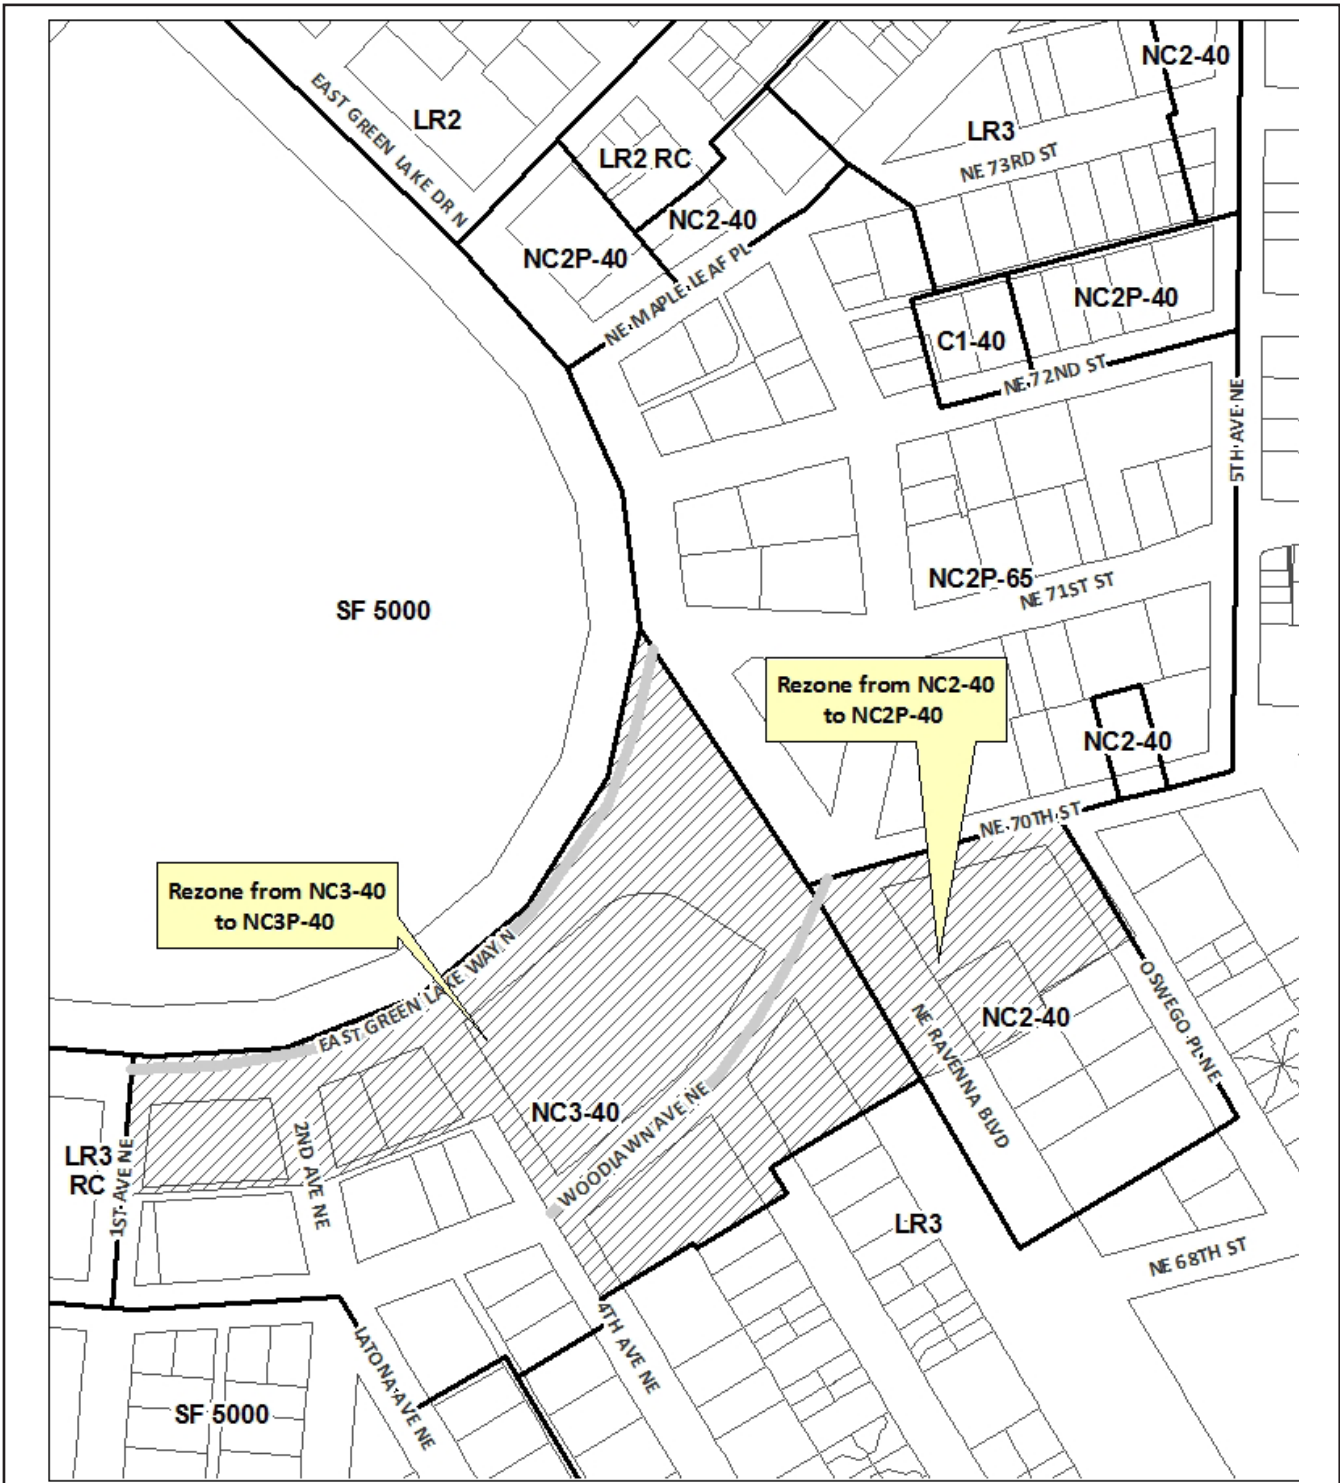 NC2-40
EAST GREEN LAKE DR N
LR2
LR3
LR2 RC
NE 73RD ST
NC2-40
NC2P-40
NE MAPLE LEAF PL
NC2P-40
C1-40
NE 72ND ST
5TH AVE NE
NC2P-65
NE 71ST ST
SF 5000
Rezone from NC2-40
to NC2P-40
NC2-40
NE 70TH ST
Rezone from NC3-40
to NC3P-40
EAST GREEN LAKE WAY N
OSWEGO PL NE
NC2-40
NE RAVENNA BLVD
NC3-40
WOODLAWN AVE NE
LR3
RC
1ST AVE NE
2ND AVE NE
LR3
NE 68TH ST
4TH AVE NE
LATONA AVE NE
SF 5000